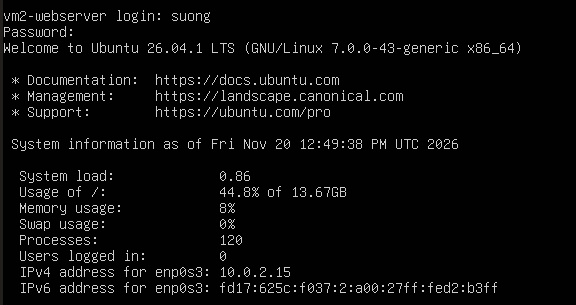 vm2-webserver login: suong
Password:
Welcome to Ubuntu 26.04.1 LTS (GNU/Linux 7.0.0-43-generic x86_64)
* Documentation: https://docs.ubuntu.com
* Management: https://landscape.canonical.com
* Support: https://ubuntu.com/pro
System information as of Fri Nov 20 12:49:38 PM UTC 2026
System load: 0.86
Usage of /: 44.8% of 13.67GB
Memory usage: 8%
Swap usage: 0%
Processes: 120
Users logged in: 0
IPv4 address for enp0s3: 10.0.2.15
IPv6 address for enp0s3: fd17:625c:f037:2:a00:27ff:fed2:b3ff